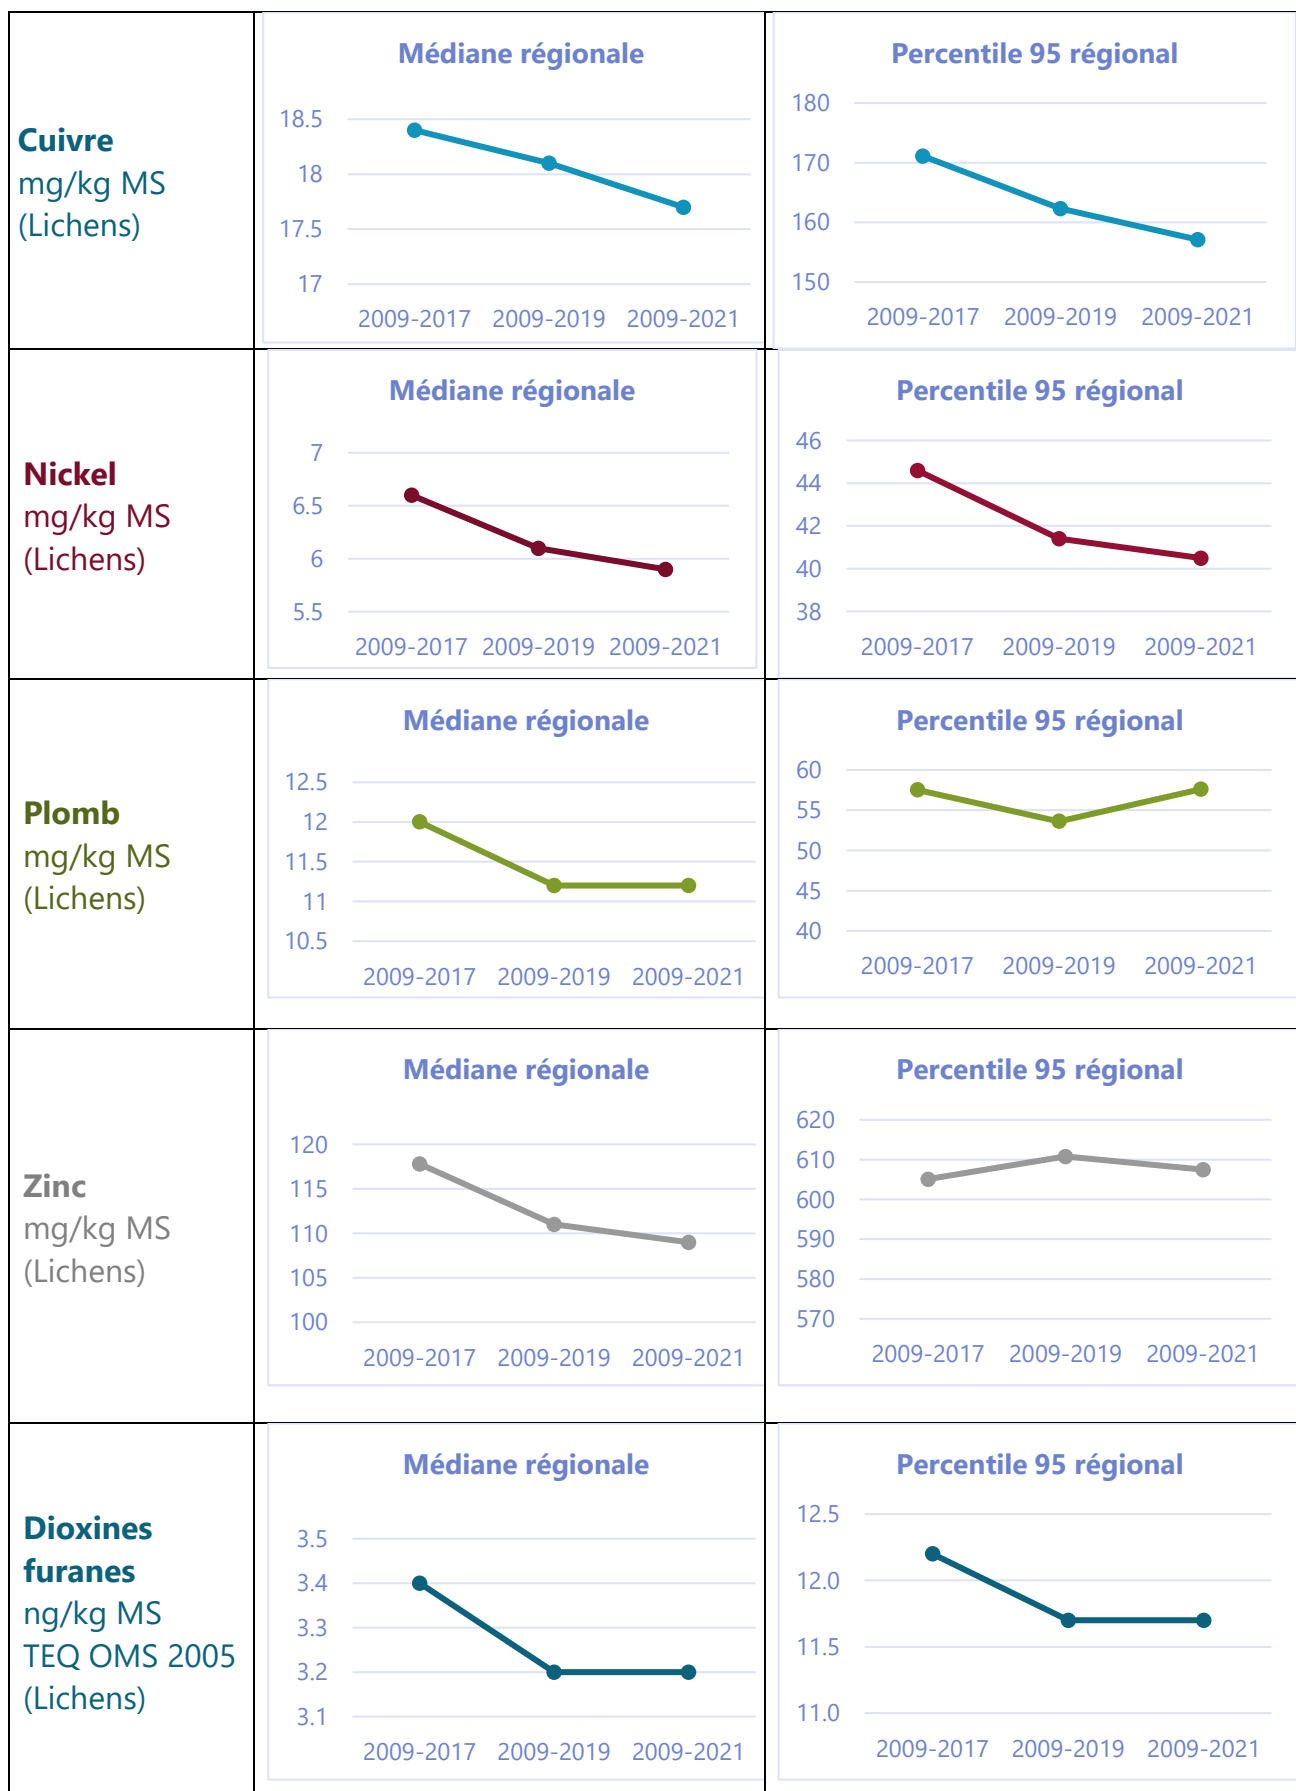 Cuivre
mg/kg MS
(Lichens)
Médiane régionale
18.5
18
17.5
17
2009-2017 2009-2019 2009-2021
Percentile 95 régional
180
170
160
150
2009-2017 2009-2019 2009-2021
Nickel
mg/kg MS
(Lichens)
Médiane régionale
7
6.5
6
5.5
2009-2017 2009-2019 2009-2021
Percentile 95 régional
46
44
42
40
38
2009-2017 2009-2019 2009-2021
Plomb
mg/kg MS
(Lichens)
Médiane régionale
12.5
12
11.5
11
10.5
2009-2017 2009-2019 2009-2021
Percentile 95 régional
60
55
50
45
40
2009-2017 2009-2019 2009-2021
Zinc
mg/kg MS
(Lichens)
Médiane régionale
120
115
110
105
100
2009-2017 2009-2019 2009-2021
Percentile 95 régional
620
610
600
590
580
570
2009-2017 2009-2019 2009-2021
Dioxines
furanes
ng/kg MS
TEQ OMS 2005
(Lichens)
Médiane régionale
3.5
3.4
3.3
3.2
3.1
2009-2017 2009-2019 2009-2021
Percentile 95 régional
12.5
12.0
11.5
11.0
2009-2017 2009-2019 2009-2021